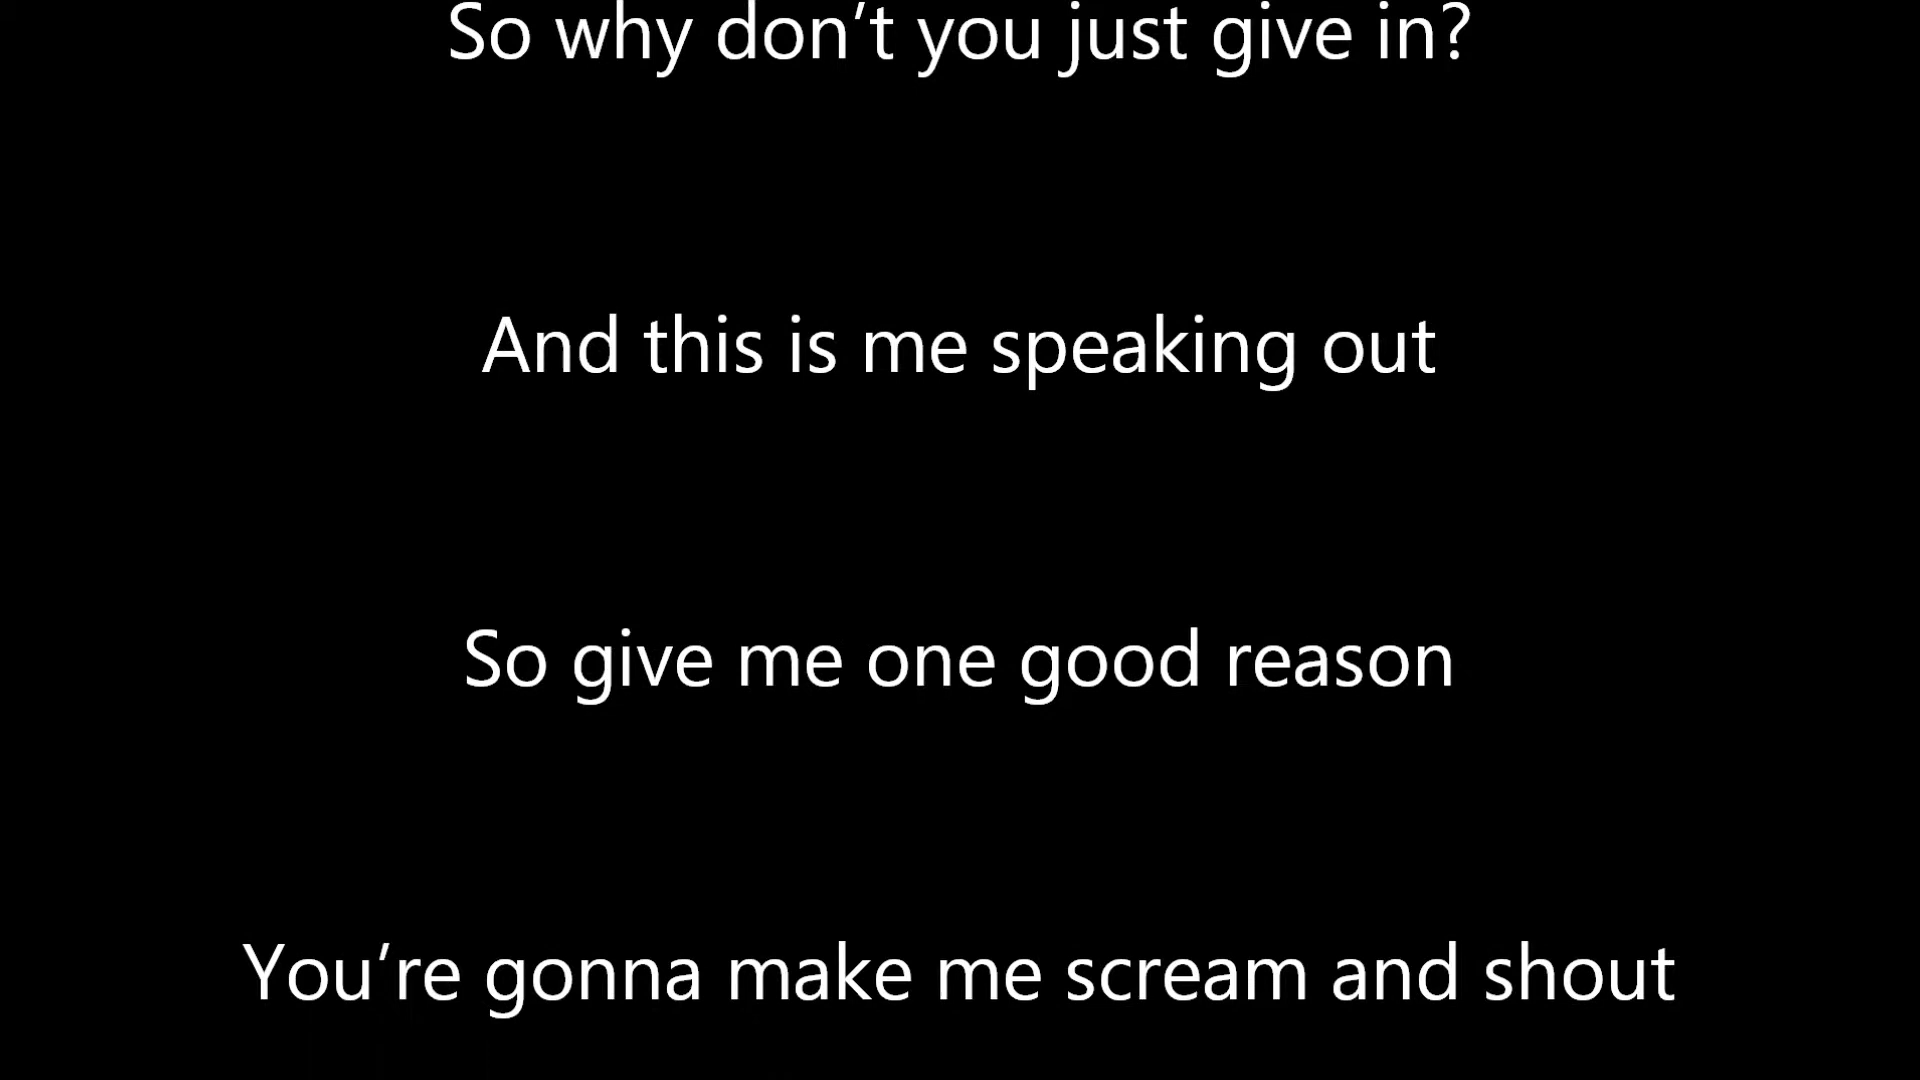 So why don’t you just give in?
And this is me speaking out
So give me one good reason
You’re gonna make me scream and shout